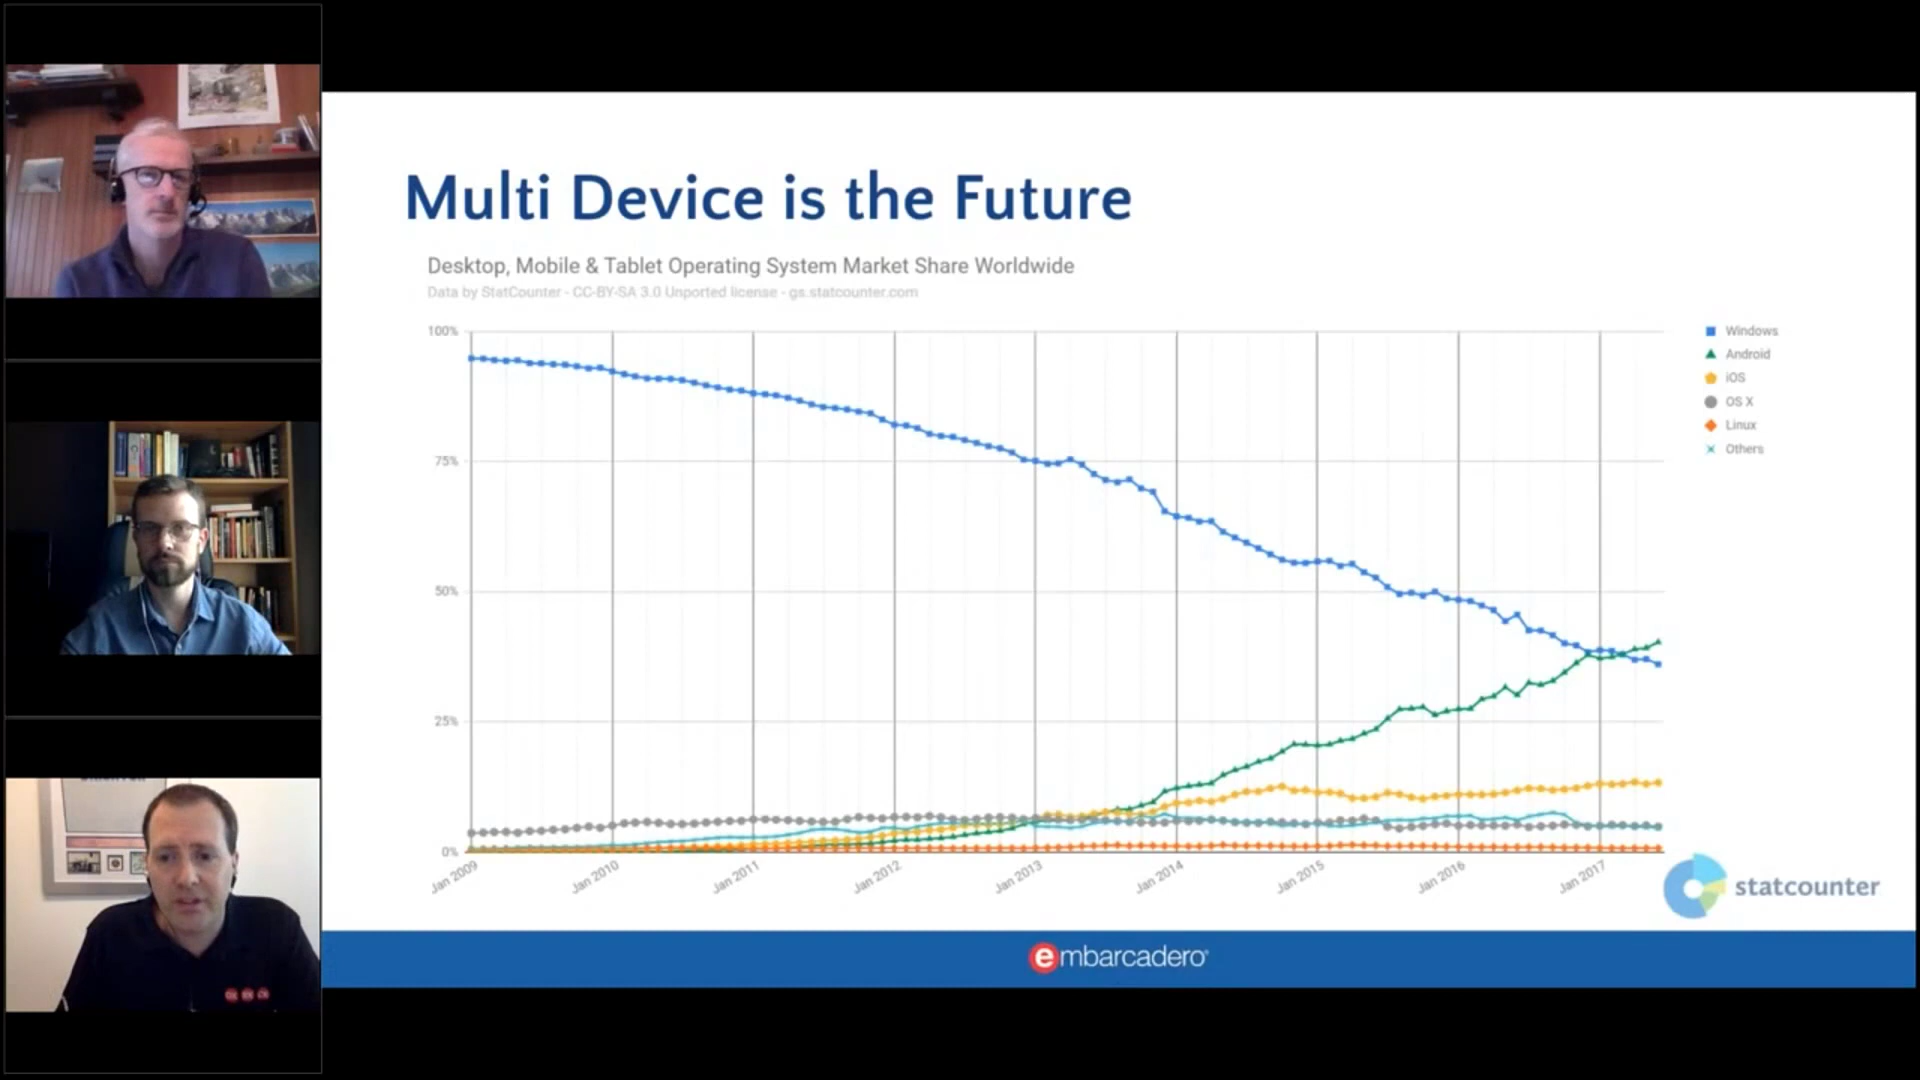 Multi Device is the Future
Desktop, Mobile & Tablet Operating System Market Share Worldwide
Data by StatCounter - CC-BY-SA 3.0 Unported license - gs.statcounter.com
100%
75%
50%
25%
0%
Jan 2009
Jan 2010
Jan 2011
Jan 2012
Jan 2013
Jan 2014
Jan 2015
Jan 2016
Jan 2017
Windows
Android
iOS
OS X
Linux
Others
statcounter
embarcadero